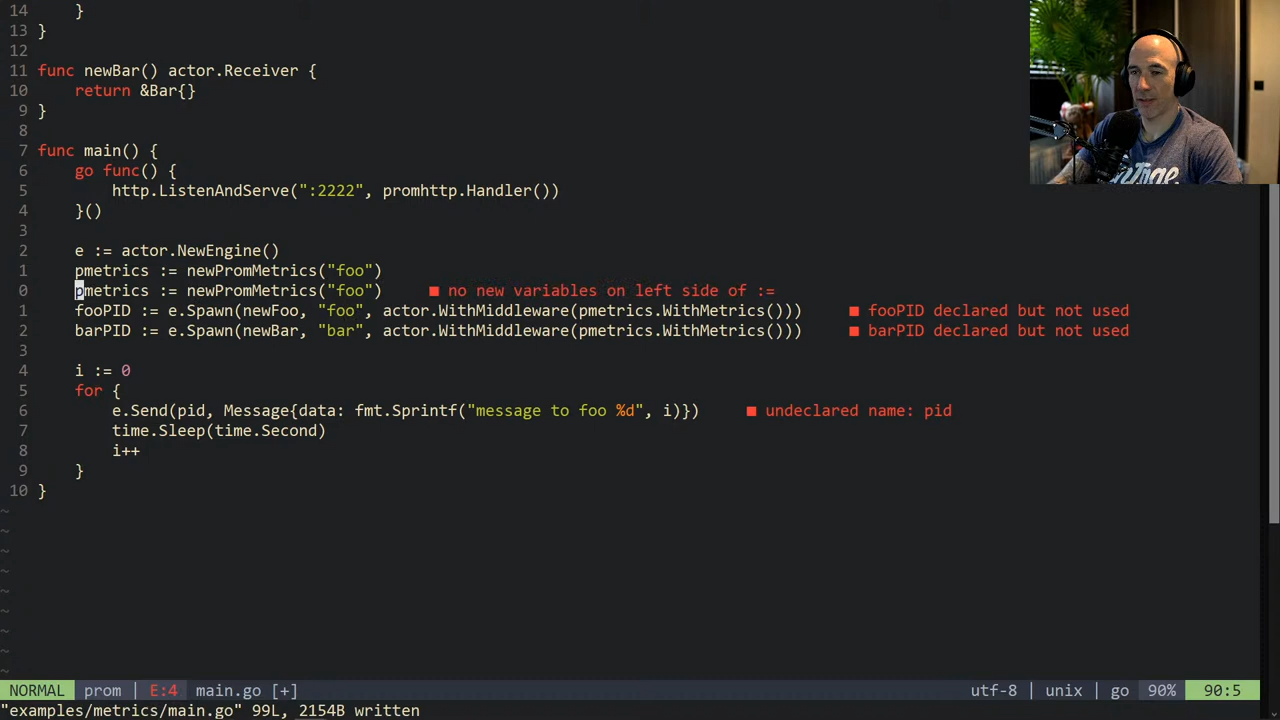 14     }
13 }
12
11 func newBar() actor.Receiver {
10     return &Bar{}
9 }
8
7 func main() {
6     go func() {
5         http.ListenAndServe(":2222", promhttp.Handler())
4     }()
3
2     e := actor.NewEngine()
1     pmetrics := newPromMetrics("foo")
0     pmetrics := newPromMetrics("foo")     ■ no new variables on left side of :=
1     fooPID := e.Spawn(newFoo, "foo", actor.WithMiddleware(pmetrics.WithMetrics()))     ■ fooPID declared but not used
2     barPID := e.Spawn(newBar, "bar", actor.WithMiddleware(pmetrics.WithMetrics()))     ■ barPID declared but not used
3
4     i := 0
5     for {
6         e.Send(pid, Message{data: fmt.Sprintf("message to foo %d", i)})     ■ undeclared name: pid
7         time.Sleep(time.Second)
8         i++
9     }
10 }
~
~
~
~
~
~
~
~
~
NORMAL prom | E:4 main.go [+] utf-8 | unix | go 90% 90:5
"examples/metrics/main.go" 99L, 2154B written